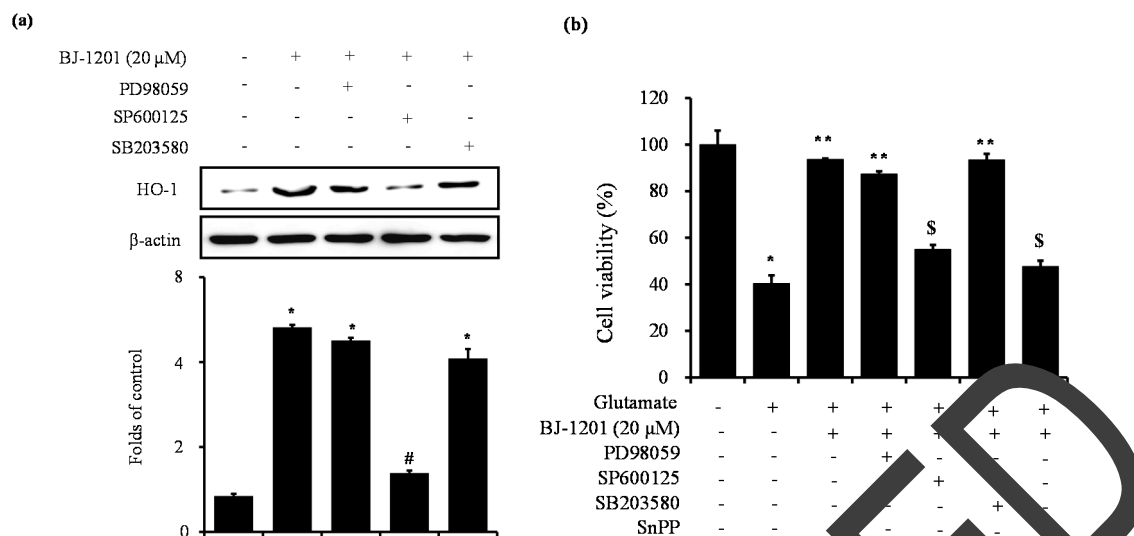 (a)
BJ-1201 (20 μM) - + + + +
PD98059 - - + - -
SP600125 - - - + -
SB203580 - - - - +
HO-1
β-actin
8
4
2
0
Folds of control
* * # *
(b)
120
100
80
60
40
20
0
Cell viability (%)
* ** ** $ ** $
Glutamate - + + + + + +
BJ-1201 (20 μM) - - + + + + +
PD98059 - - - + - - -
SP600125 - - - - + - -
SB203580 - - - - - + -
SnPP - - - - - -